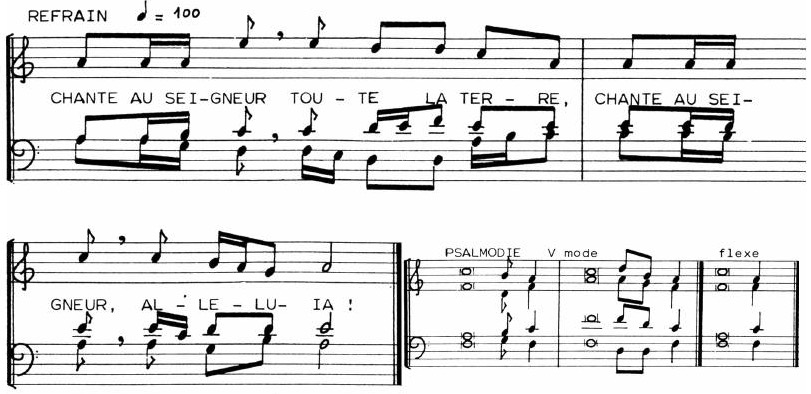 REFRAIN ♩ = 100
CHANTE AU SEI-GNEUR TOU - TE LA TER - RE, CHANTE AU SEI-
GNEUR, AL - LE - LU- IA !
PSALMODIE V mode flexe